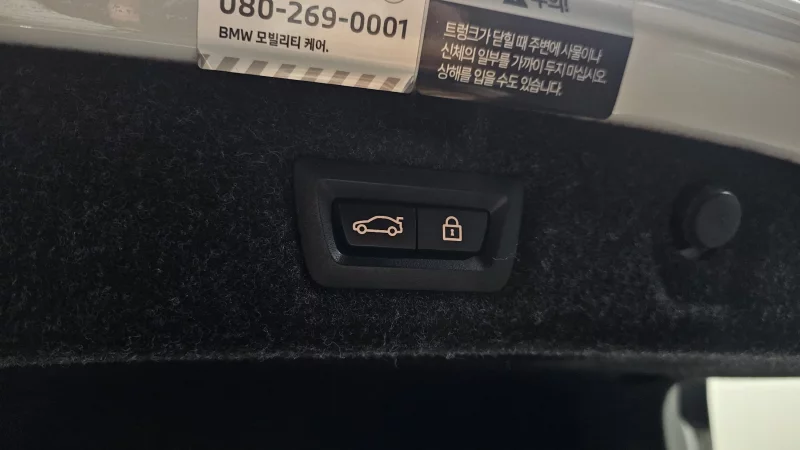 080-269-0001
BMW 모빌리티 케어.
트렁크가 닫힐 때 주변에 사물이나
신체의 일부를 가까이 두지 마십시오.
상해를 입을 수도 있습니다.